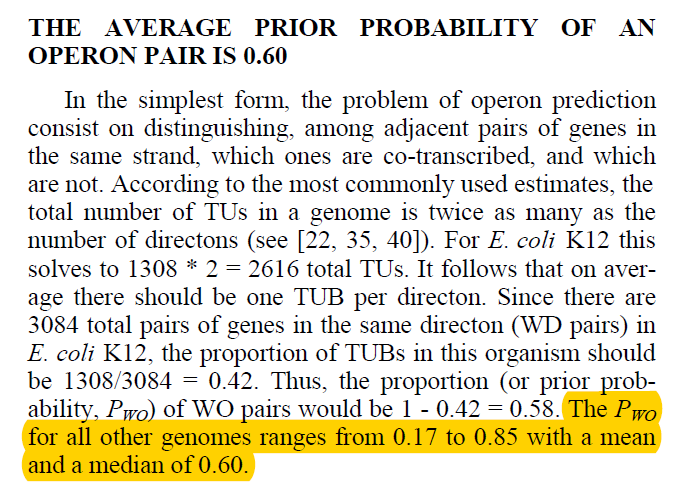 THE AVERAGE PRIOR PROBABILITY OF AN
OPERON PAIR IS 0.60
In the simplest form, the problem of operon prediction
consist on distinguishing, among adjacent pairs of genes in
the same strand, which ones are co-transcribed, and which
are not. According to the most commonly used estimates, the
total number of TUs in a genome is twice as many as the
number of directons (see [22, 35, 40]). For E. coli K12 this
solves to 1308 * 2 = 2616 total TUs. It follows that on aver-
age there should be one TUB per directon. Since there are
3084 total pairs of genes in the same directon (WD pairs) in
E. coli K12, the proportion of TUBs in this organism should
be 1308/3084 = 0.42. Thus, the proportion (or prior prob-
ability, PWO) of WO pairs would be 1 - 0.42 = 0.58. The PWO
for all other genomes ranges from 0.17 to 0.85 with a mean
and a median of 0.60.